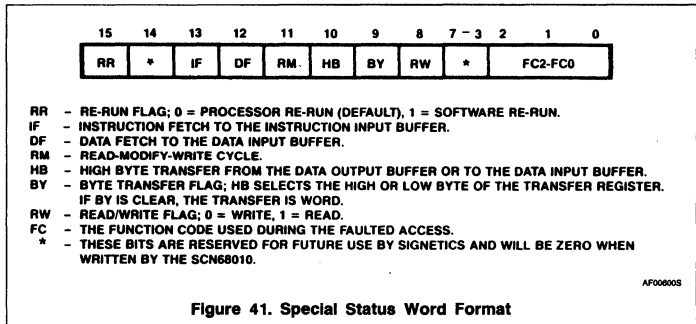 15 14 13 12 11 10 9 8 7 – 3 2 1 0
RR * IF DF RM HB BY RW * FC2-FC0
RR – RE-RUN FLAG; 0 = PROCESSOR RE-RUN (DEFAULT), 1 = SOFTWARE RE-RUN.
IF – INSTRUCTION FETCH TO THE INSTRUCTION INPUT BUFFER.
DF – DATA FETCH TO THE DATA INPUT BUFFER.
RM – READ-MODIFY-WRITE CYCLE.
HB – HIGH BYTE TRANSFER FROM THE DATA OUTPUT BUFFER OR TO THE DATA INPUT BUFFER.
BY – BYTE TRANSFER FLAG; HB SELECTS THE HIGH OR LOW BYTE OF THE TRANSFER REGISTER.
IF BY IS CLEAR, THE TRANSFER IS WORD.
RW – READ/WRITE FLAG; 0 = WRITE, 1 = READ.
FC – THE FUNCTION CODE USED DURING THE FAULTED ACCESS.
* – THESE BITS ARE RESERVED FOR FUTURE USE BY SIGNETICS AND WILL BE ZERO WHEN
WRITTEN BY THE SCN68010.
AF00600S
Figure 41. Special Status Word Format